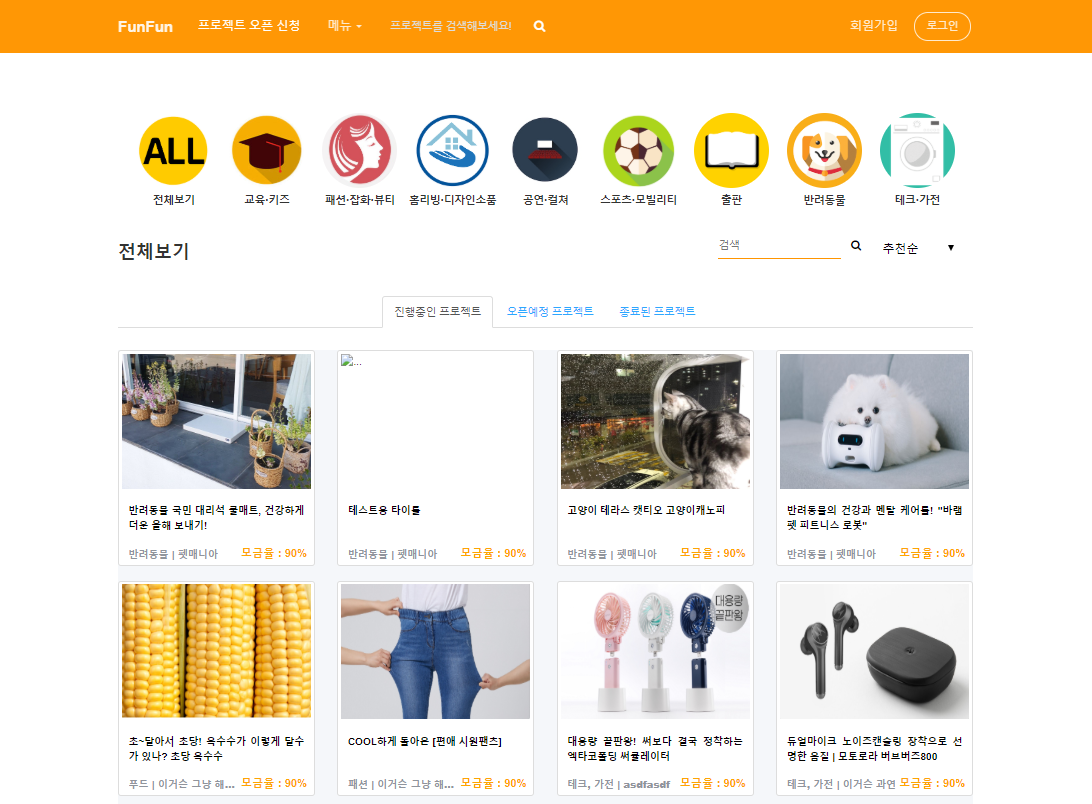 FunFun 프로젝트 오픈 신청 메뉴 프로젝트를 검색해보세요! 회원가입 로그인
ALL
전체보기 교육·키즈 패션·잡화·뷰티 홈리빙·디자인소품 공연·컬쳐 스포츠·모빌리티 출판 반려동물 테크·가전
전체보기 검색 추천순
진행중인 프로젝트 오픈예정 프로젝트 종료된 프로젝트
...
반려동물 국민 대리석 쿨매트, 건강하게
더운 올해 보내기!
반려동물 | 펫매니아 모금율 : 90%
테스트용 타이틀
반려동물 | 펫매니아 모금율 : 90%
고양이 테라스 캣티오 고양이캐노피
반려동물 | 펫매니아 모금율 : 90%
반려동물의 건강과 멘탈 케어를! "바램
펫 피트니스 로봇"
반려동물 | 펫매니아 모금율 : 90%
초~달아서 초당! 옥수수가 이렇게 달수
가 있나? 초당 옥수수
푸드 | 이거슨 그냥 해... 모금율 : 90%
COOL하게 돌아온 [편애 시원팬츠]
패션 | 이거슨 그냥 해... 모금율 : 90%
대용량
끝판왕
대용량 끝판왕! 써보다 결국 정착하는
엑타코폴딩 써큘레이터
테크, 가전 | asdfasdf 모금율 : 90%
듀얼마이크 노이즈캔슬링 장착으로 선
명한 음질 | 모토로라 버브버즈800
테크, 가전 | 이거슨 과연 모금율 : 90%